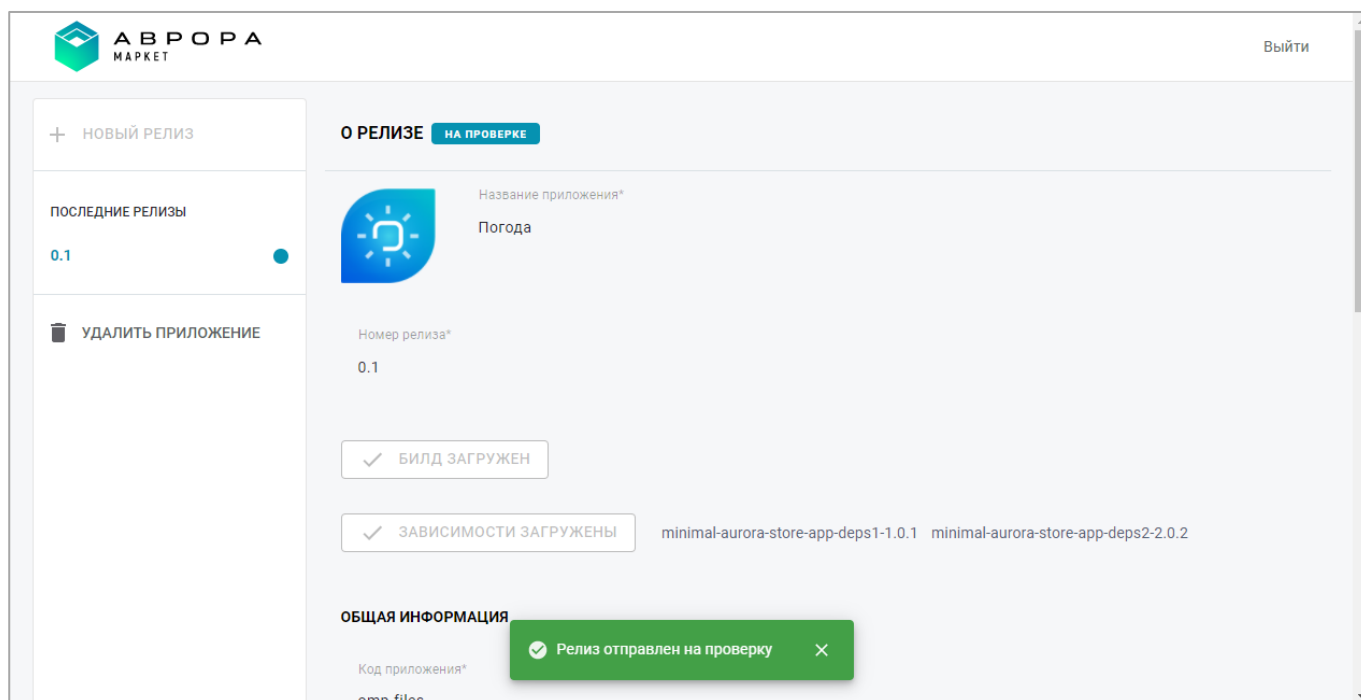 АВРОРА
МАРКЕТ
Выйти
НОВЫЙ РЕЛИЗ
ПОСЛЕДНИЕ РЕЛИЗЫ
0.1
УДАЛИТЬ ПРИЛОЖЕНИЕ
О РЕЛИЗЕ НА ПРОВЕРКЕ
Название приложения*
Погода
Номер релиза*
0.1
БИЛД ЗАГРУЖЕН
ЗАВИСИМОСТИ ЗАГРУЖЕНЫ minimal-aurora-store-app-deps1-1.0.1 minimal-aurora-store-app-deps2-2.0.2
ОБЩАЯ ИНФОРМАЦИЯ
Релиз отправлен на проверку
Код приложения*